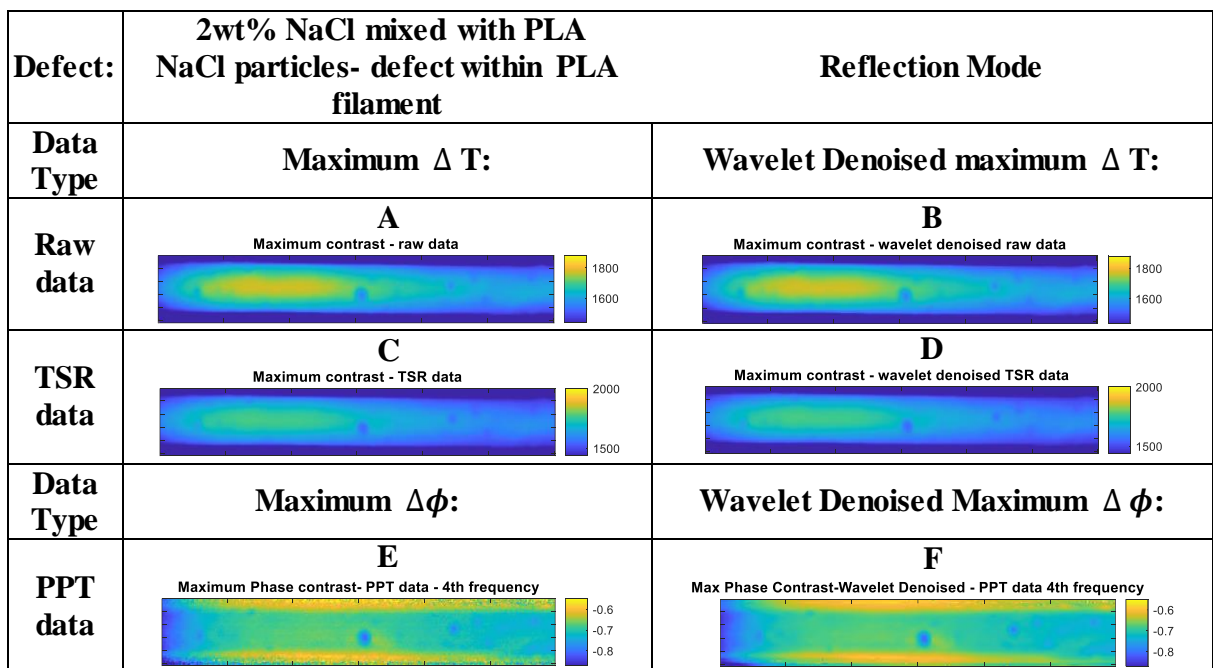 Defect:
2wt% NaCl mixed with PLA
NaCl particles- defect within PLA
filament
Reflection Mode
Data
Type
Maximum Δ T:
Wavelet Denoised maximum Δ T:
Raw
data
A
Maximum contrast - raw data
1800
1600
B
Maximum contrast - wavelet denoised raw data
1800
1600
TSR
data
C
Maximum contrast - TSR data
2000
1500
D
Maximum contrast - wavelet denoised TSR data
2000
1500
Data
Type
Maximum Δϕ:
Wavelet Denoised Maximum Δ ϕ:
PPT
data
E
Maximum Phase contrast- PPT data - 4th frequency
-0.6
-0.7
-0.8
F
Max Phase Contrast-Wavelet Denoised - PPT data 4th frequency
-0.6
-0.7
-0.8